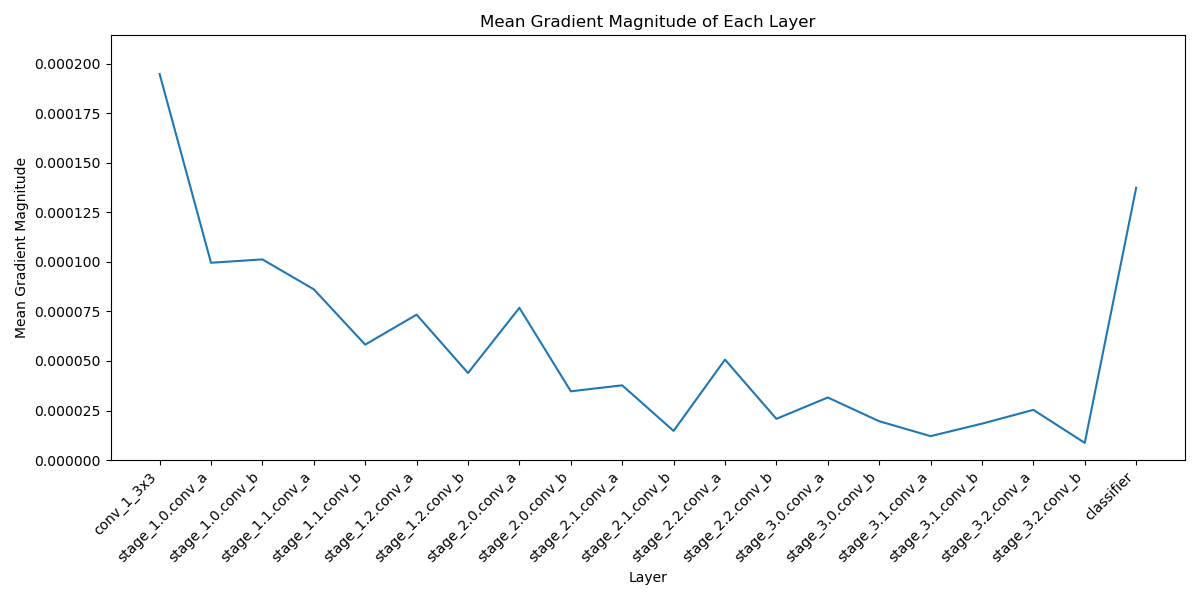 Mean Gradient Magnitude of Each Layer
Mean Gradient Magnitude
0.000200
0.000175
0.000150
0.000125
0.000100
0.000075
0.000050
0.000025
0.000000
conv_1_3x3
stage_1.0.conv_a
stage_1.0.conv_b
stage_1.1.conv_a
stage_1.1.conv_b
stage_1.2.conv_a
stage_1.2.conv_b
stage_2.0.conv_a
stage_2.0.conv_b
stage_2.1.conv_a
stage_2.1.conv_b
stage_2.2.conv_a
stage_2.2.conv_b
stage_3.0.conv_a
stage_3.0.conv_b
stage_3.1.conv_a
stage_3.1.conv_b
stage_3.2.conv_a
stage_3.2.conv_b
classifier
Layer